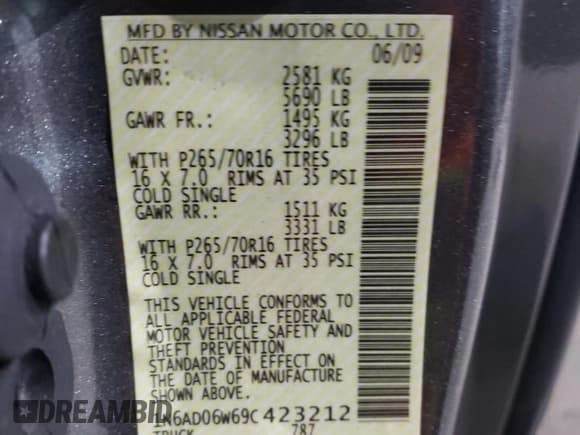 MFD BY NISSAN MOTOR CO., LTD.
DATE: 06/09
GVWR: 2581 KG
5690 LB
GAWR FR.: 1495 KG
3296 LB
WITH P265/70R16 TIRES
16 X 7.0 RIMS AT 35 PSI
COLD SINGLE
GAWR RR.: 1511 KG
3331 LB
WITH P265/70R16 TIRES
16 X 7.0 RIMS AT 35 PSI
COLD SINGLE
THIS VEHICLE CONFORMS TO
ALL APPLICABLE FEDERAL
MOTOR VEHICLE SAFETY AND
THEFT PREVENTION
STANDARDS IN EFFECT ON
THE DATE OF MANUFACTURE
SHOWN ABOVE.
1N6AD06W69C423212
TRUCK 787
DREAMBID